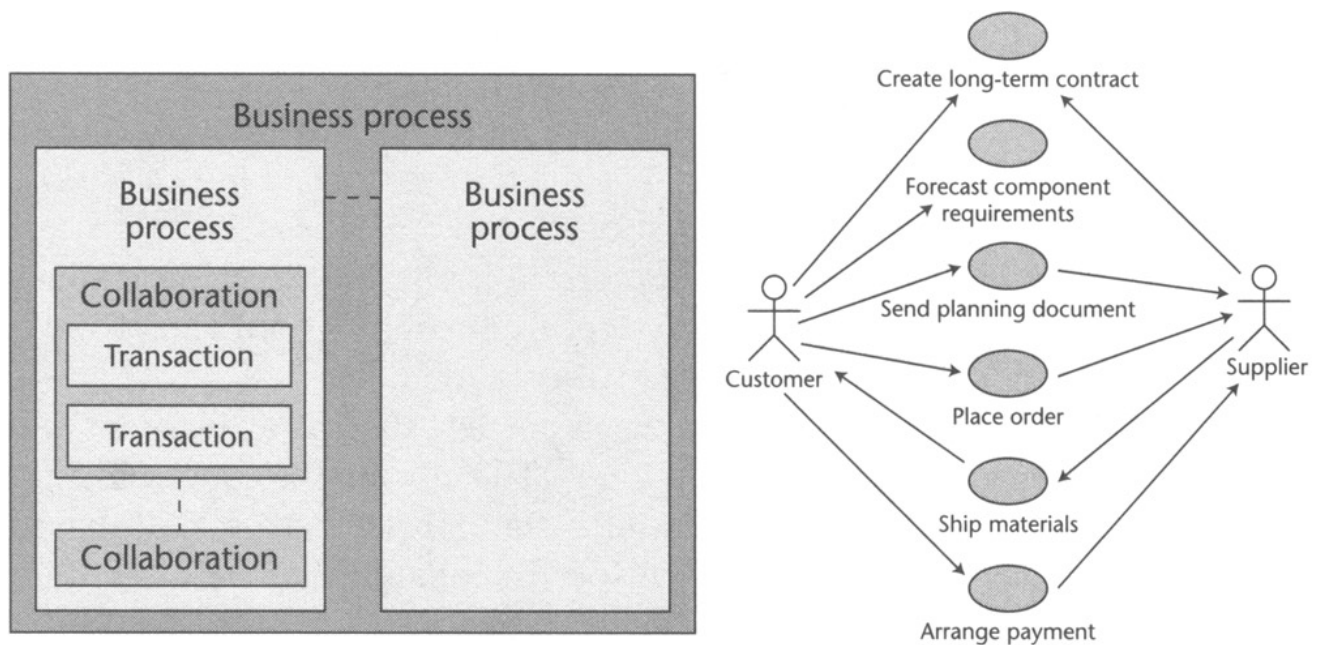 Business process
Business
process
Collaboration
Transaction
Transaction
Collaboration
Business
process
Create long-term contract
Forecast component
requirements
Send planning document
Customer
Supplier
Place order
Ship materials
Arrange payment